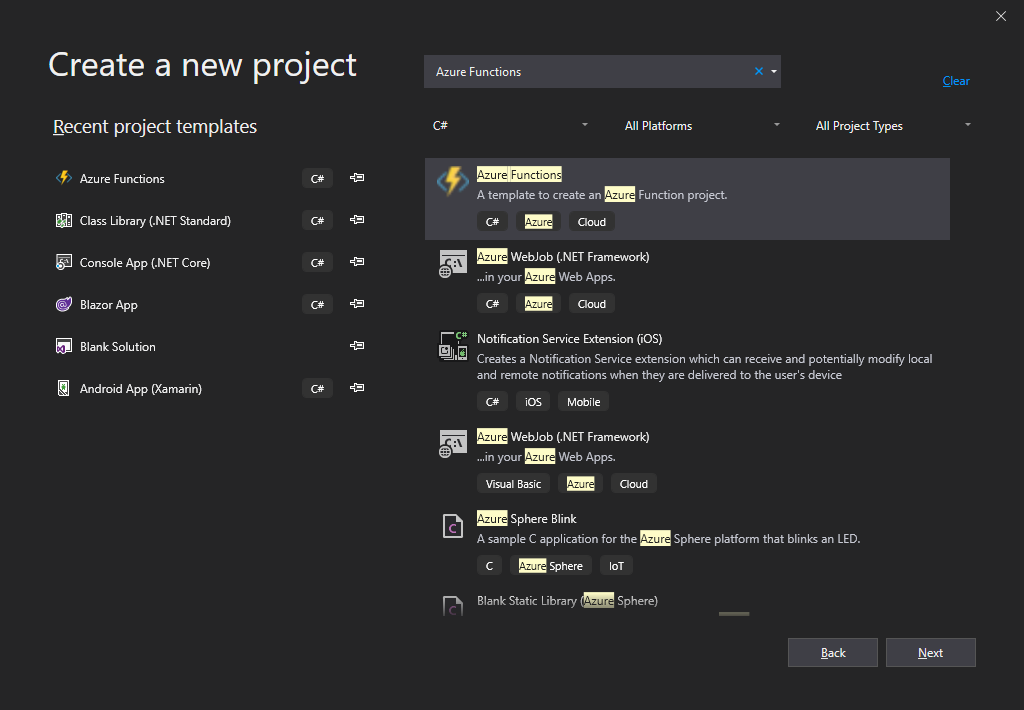 Create a new project
Azure Functions
Clear
Recent project templates
C#
All Platforms
All Project Types
Azure Functions C#
Class Library (.NET Standard) C#
Console App (.NET Core) C#
Blazor App C#
Blank Solution
Android App (Xamarin) C#
Azure Functions
A template to create an Azure Function project.
C# Azure Cloud
Azure WebJob (.NET Framework)
...in your Azure Web Apps.
C# Azure Cloud
Notification Service Extension (iOS)
Creates a Notification Service extension which can receive and potentially modify local
and remote notifications when they are delivered to the user's device
C# iOS Mobile
Azure WebJob (.NET Framework)
...in your Azure Web Apps.
Visual Basic Azure Cloud
Azure Sphere Blink
A sample C application for the Azure Sphere platform that blinks an LED.
C Azure Sphere IoT
Blank Static Library (Azure Sphere)
Back
Next